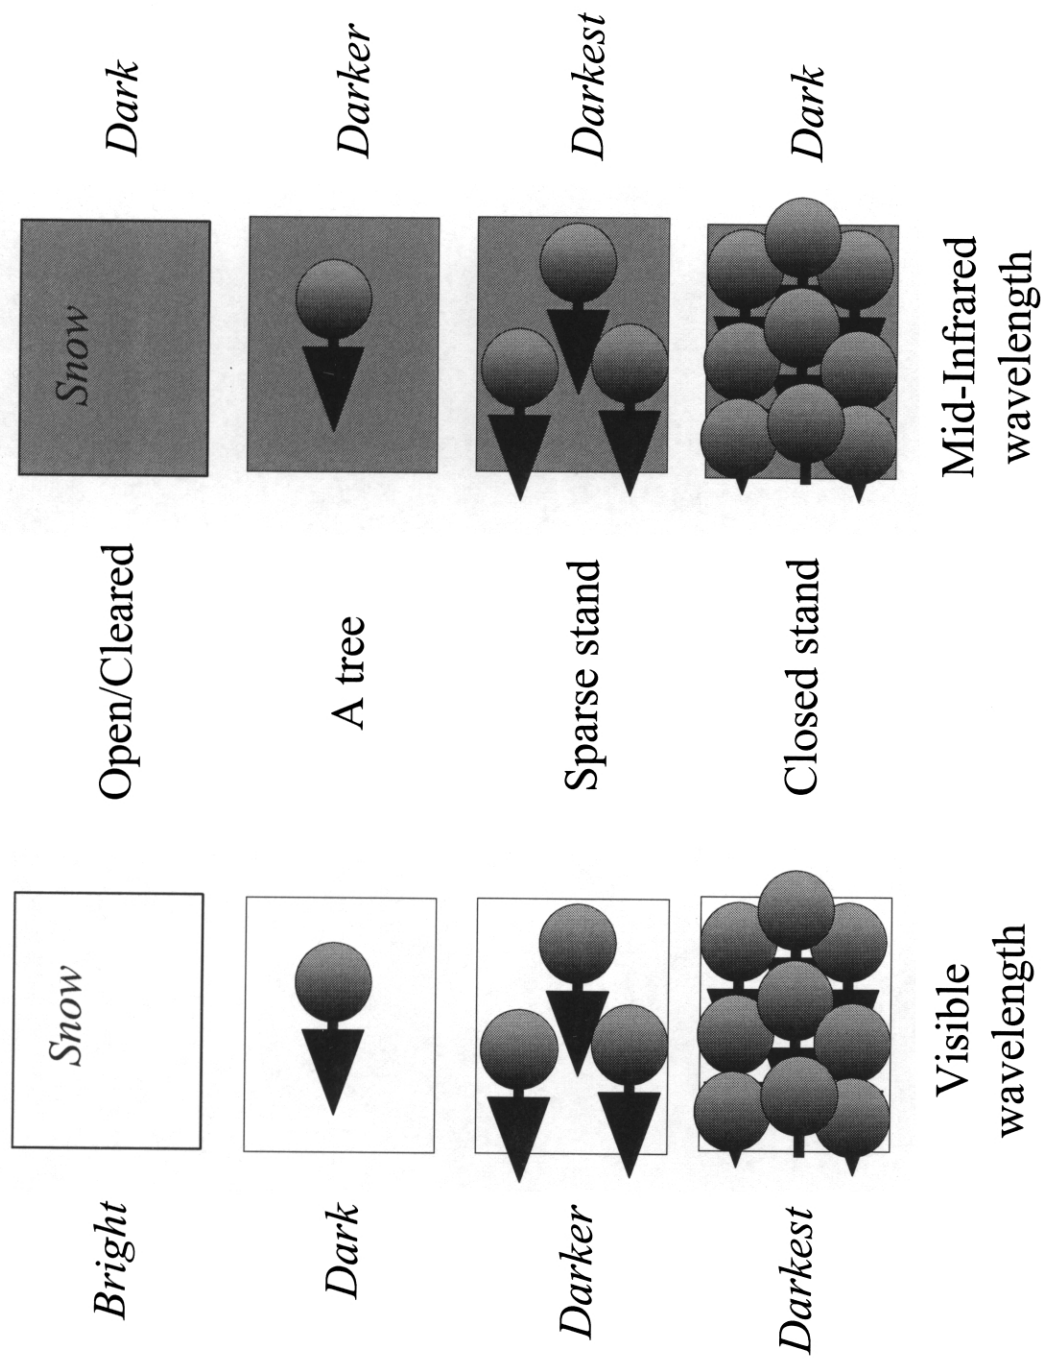 Bright
Snow
Open/Cleared
Snow
Dark
Dark
A tree
Darker
Darker
Sparse stand
Darkest
Darkest
Closed stand
Dark
Visible
wavelength
Mid-Infrared
wavelength